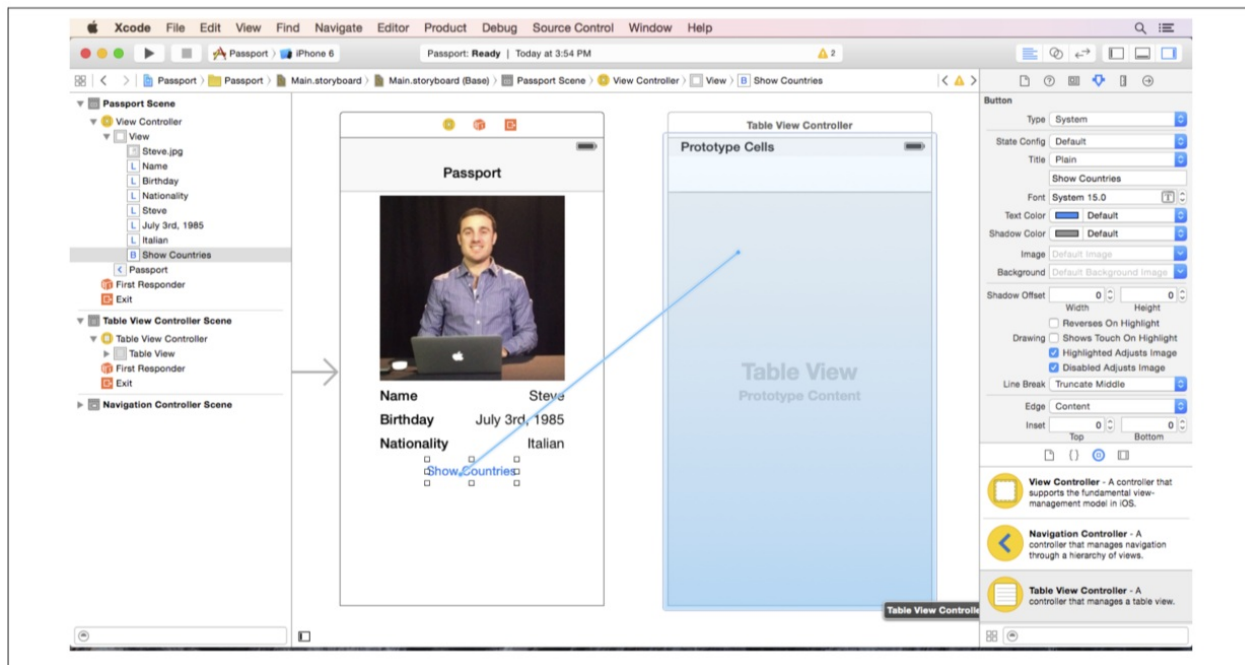 Xcode File Edit View Find Navigate Editor Product Debug Source Control Window Help
Passport 〉 iPhone 6
Passport: Ready | Today at 3:54 PM
2
Passport 〉 Passport 〉 Main.storyboard 〉 Main.storyboard (Base) 〉 Passport Scene 〉 View Controller 〉 View 〉 B Show Countries
Passport Scene
View Controller
View
Steve.jpg
L Name
L Birthday
L Nationality
L Steve
L July 3rd, 1985
L Italian
B Show Countries
Passport
First Responder
Exit
Table View Controller Scene
Table View Controller
Table View
First Responder
Exit
Navigation Controller Scene
Passport
Name Steve
Birthday July 3rd, 1985
Nationality Italian
Show Countries
Table View Controller
Prototype Cells
Table View
Prototype Content
Table View Controlle
Button
Type System
State Config Default
Title Plain
Show Countries
Font System 15.0
Text Color Default
Shadow Color Default
Image Default Image
Background Default Background Image
Shadow Offset 0 0
Width Height
Reverses On Highlight
Drawing Shows Touch On Highlight
Highlighted Adjusts Image
Disabled Adjusts Image
Line Break Truncate Middle
Edge Content
Inset 0 0
Top Bottom
View Controller - A controller that
supports the fundamental view-
management model in iOS.
Navigation Controller - A
controller that manages navigation
through a hierarchy of views.
Table View Controller - A
controller that manages a table view.